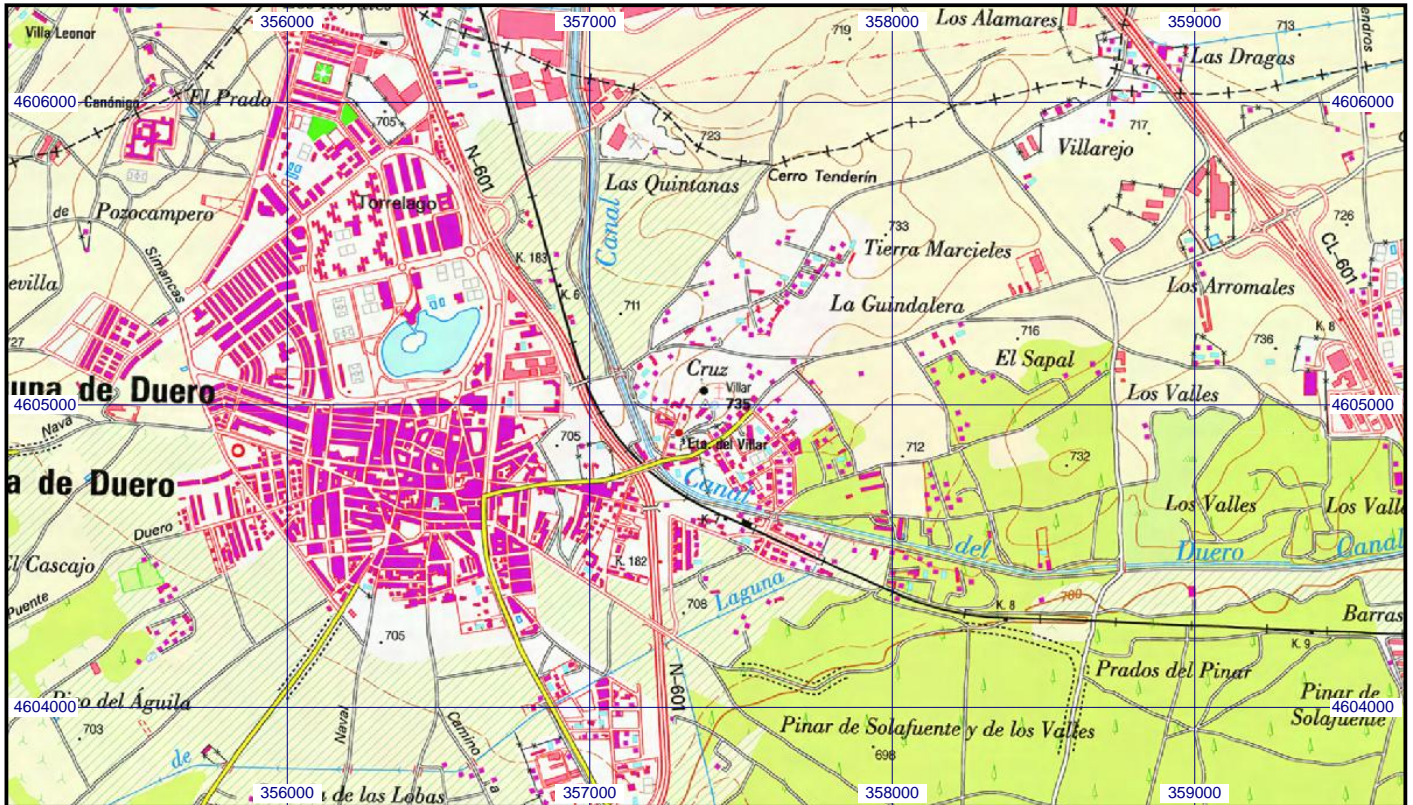 356000
357000
358000
359000
Los Alamares
713
Villa Leonor
719
Las Dragas
K. 7
4606000
Canónigo
El Prado
4606000
705
717
723
Villarejo
N-601
Cerro Tenderín
Las Quintanas
Torrelago
de
Pozocampero
726
733
Canal
Tierra Marcieles
CL-601
K. 183
Simancas
evilla
Los Arromales
K. 6
La Guindalera
711
716
K. 8
727
736
El Sapal
Cruz
una de Duero
Villar
Los Valles
735
4605000
4605000
Nava
705
Eta. del Villar
712
732
a de Duero
Canal
Los Valles
Los Valle
K. 7
Duero
del
Duero
Canal
K. 182
El Cascajo
Laguna
700
Puente
708
K. 8
Barras
705
K. 9
Prados del Pinar
N-601
Pico del Águila
Pinar de
Solafuente
4604000
4604000
703
Naval
Camino
Pinar de Solafuente y de los Valles
698
de
a
356000
357000
358000
359000
de las Lobas